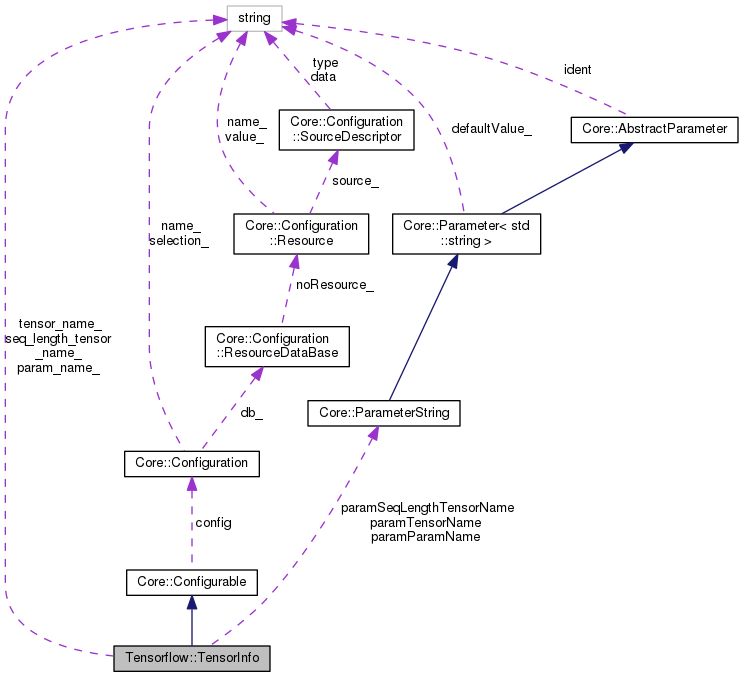 string
type
data
ident
Core::Configuration
::SourceDescriptor
name_
value_
defaultValue_
Core::AbstractParameter
source_
Core::Configuration
::Resource
Core::Parameter< std
::string >
name_
selection_
noResource_
tensor_name_
seq_length_tensor
_name_
param_name_
Core::Configuration
::ResourceDataBase
db_
Core::ParameterString
Core::Configuration
config
paramSeqLengthTensorName
paramTensorName
paramParamName
Core::Configurable
Tensorflow::TensorInfo